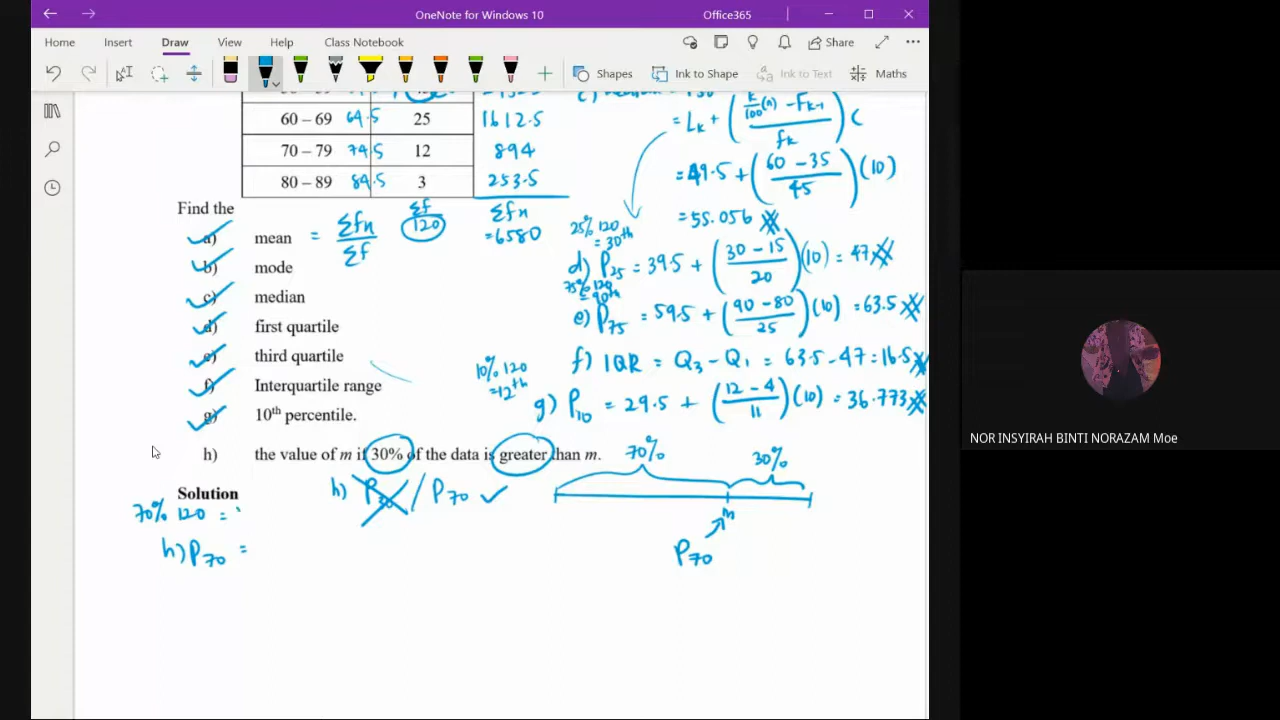 OneNote for Windows 10
Office365
Home Insert Draw View Help Class Notebook
Share
Shapes Ink to Shape Ink to Text Maths
= Lk + ( (k/100 (n) - Fk-1) / fk ) C
60 – 69 64.5 25 1612.5
70 – 79 74.5 12 894
80 – 89 84.5 3 253.5
= 49.5 + ( (60 - 35) / 45 ) (10)
= 55.056
Find the
Σf
120
Σfx
= 6580
a) mean = Σfx / Σf
b) mode
c) median
d) first quartile
e) third quartile
f) Interquartile range
g) 10th percentile.
h) the value of m if 30% of the data is greater than m.
25% 120
= 30th
d) P25 = 39.5 + ( (30 - 15) / 20 ) (10) = 47
75% 120
= 90th
e) P75 = 59.5 + ( (90 - 80) / 25 ) (10) = 63.5
f) IQR = Q3 - Q1 = 63.5 - 47 = 16.5
10% 120
= 12th
g) P10 = 29.5 + ( (12 - 4) / 11 ) (10) = 36.773
70% 30%
m
P70
Solution
h) P30 / P70
70% 120 =
h) P70 =
NOR INSYIRAH BINTI NORAZAM Moe